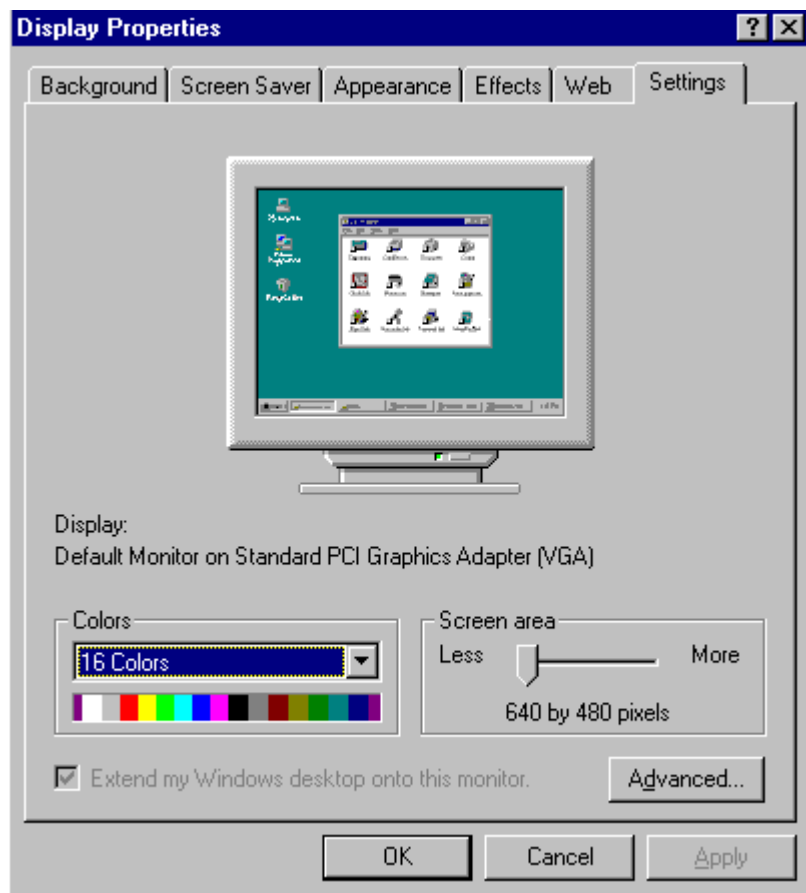 Display Properties
Background Screen Saver Appearance Effects Web Settings
Display:
Default Monitor on Standard PCI Graphics Adapter (VGA)
Colors
16 Colors
Screen area
Less More
640 by 480 pixels
Extend my Windows desktop onto this monitor.
Advanced...
OK Cancel Apply